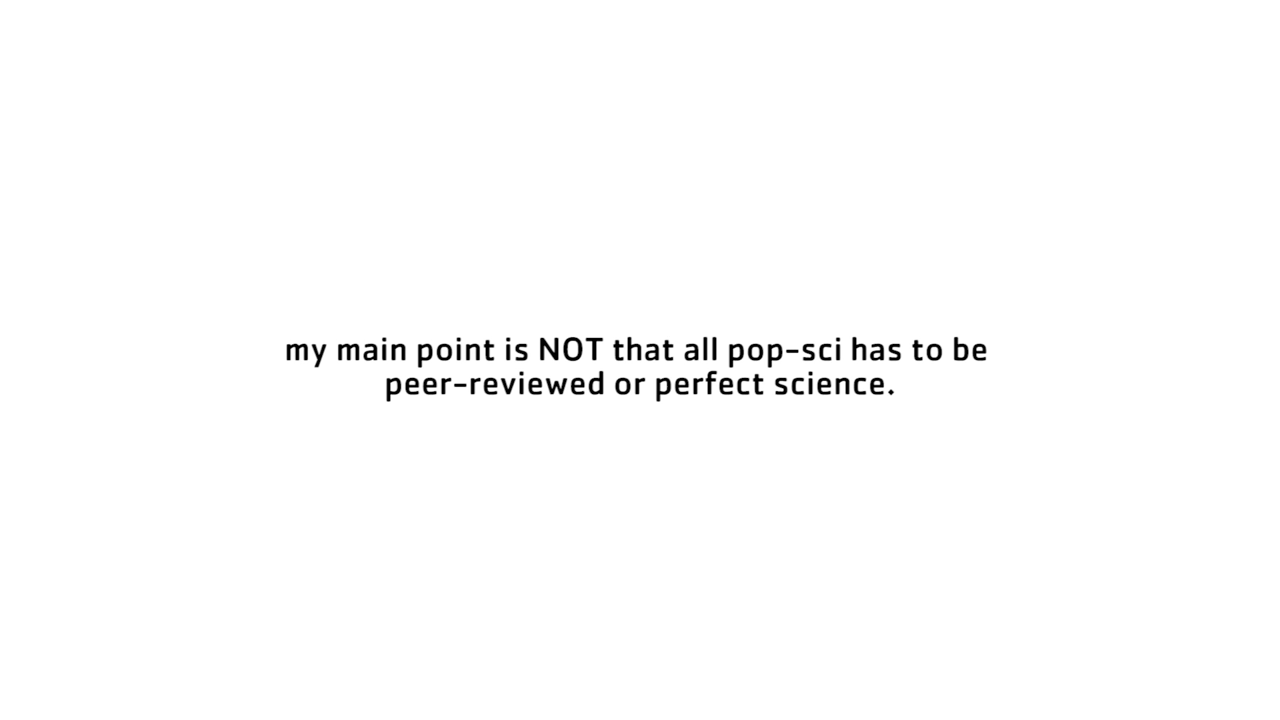 my main point is NOT that all pop-sci has to be
peer-reviewed or perfect science.